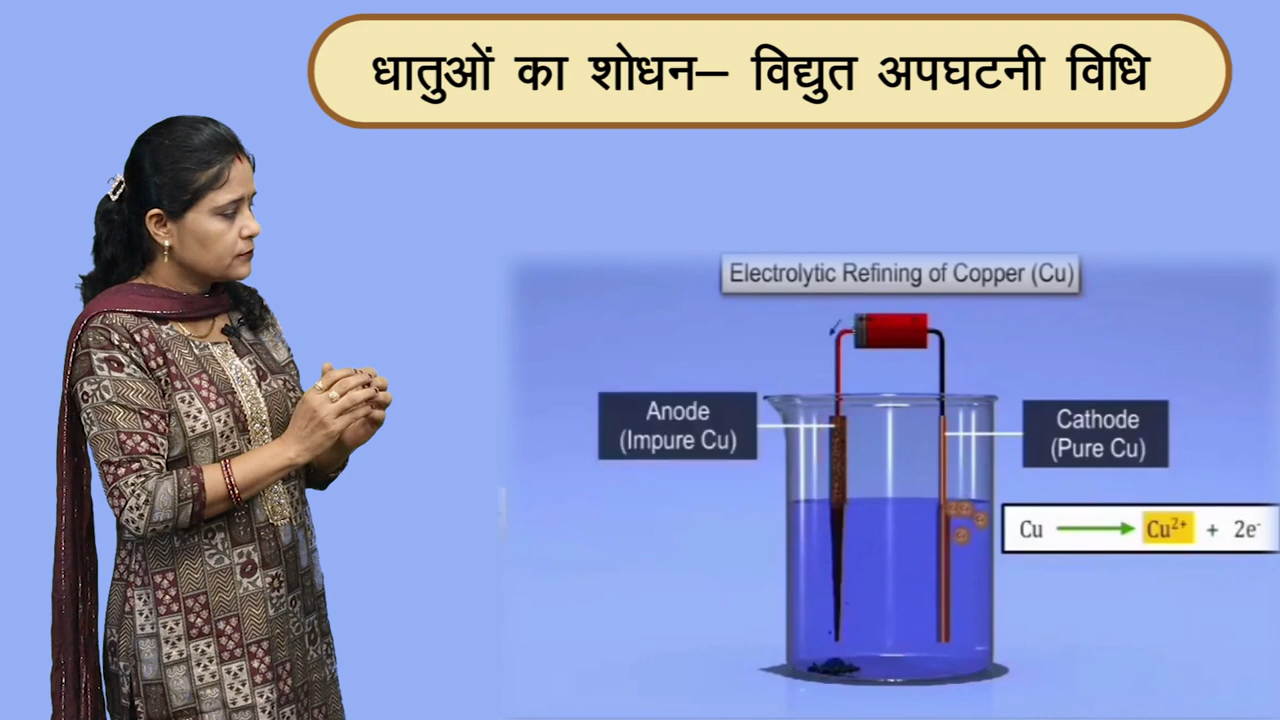 धातुओं का शोधन– विद्युत अपघटनी विधि
Electrolytic Refining of Copper (Cu)
Anode
(Impure Cu)
Cathode
(Pure Cu)
Cu ⟶ Cu²⁺ + 2e⁻